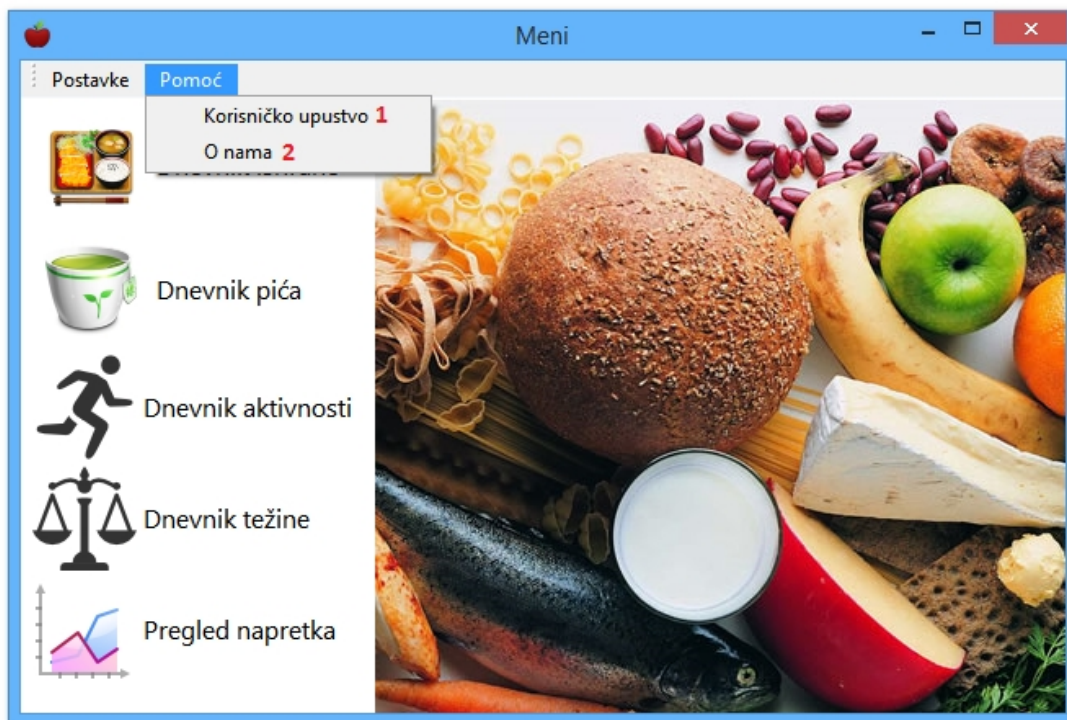 Meni
Postavke Pomoć
Korisničko upustvo 1
O nama 2
Dnevnik pića
Dnevnik aktivnosti
Dnevnik težine
Pregled napretka